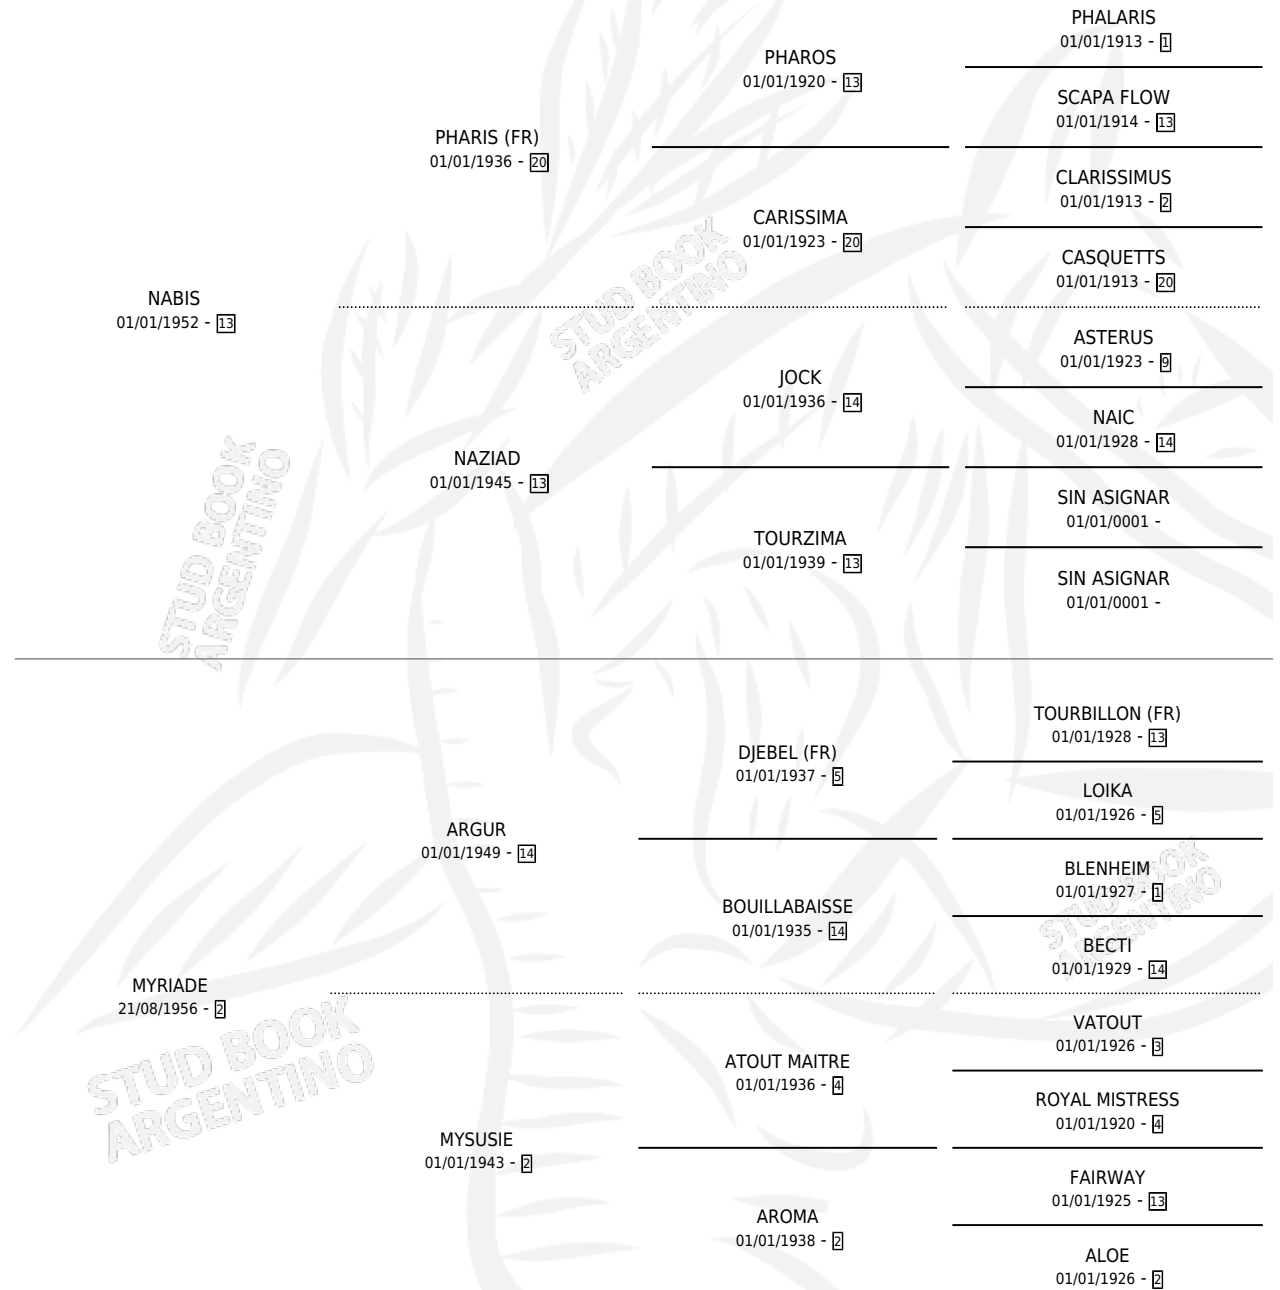 PHALARIS
01/01/1913 - 1
PHAROS
01/01/1920 - 13
SCAPA FLOW
01/01/1914 - 13
PHARIS (FR)
01/01/1936 - 20
CLARISSIMUS
01/01/1913 - 2
CARISSIMA
01/01/1923 - 20
CASQUETTS
01/01/1913 - 20
NABIS
01/01/1952 - 13
ASTERUS
01/01/1923 - 9
JOCK
01/01/1936 - 14
NAIC
01/01/1928 - 14
NAZIAD
01/01/1945 - 13
SIN ASIGNAR
01/01/0001 -
TOURZIMA
01/01/1939 - 13
SIN ASIGNAR
01/01/0001 -
TOURBILLON (FR)
01/01/1928 - 13
DJEBEL (FR)
01/01/1937 - 5
LOIKA
01/01/1926 - 5
ARGUR
01/01/1949 - 14
BLENHEIM
01/01/1927 - 1
BOUILLABAISSE
01/01/1935 - 14
BECTI
01/01/1929 - 14
MYRIADE
21/08/1956 - 2
VATOUT
01/01/1926 - 3
ATOUT MAITRE
01/01/1936 - 4
ROYAL MISTRESS
01/01/1920 - 4
MYSUSIE
01/01/1943 - 2
FAIRWAY
01/01/1925 - 13
AROMA
01/01/1938 - 2
ALOE
01/01/1926 - 2
STUD BOOK
ARGENTINO
STUD BOOK
ARGENTINO
STUD BOOK
ARGENTINO
STUD BOOK
ARGENTINO